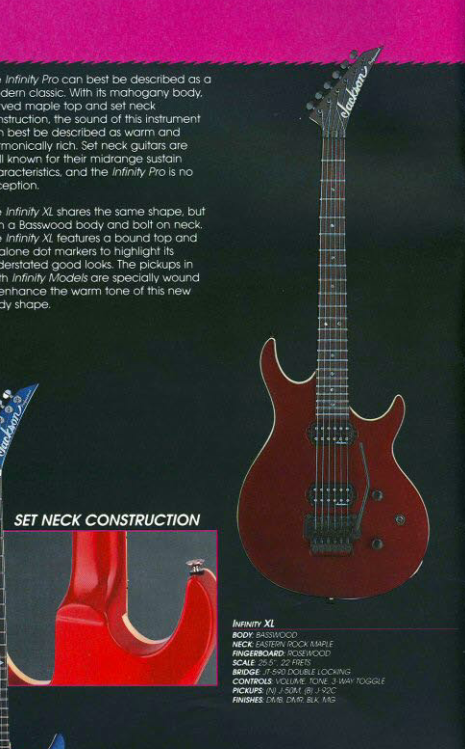 Infinity Pro can best be described as a
dern classic. With its mahogany body,
ved maple top and set neck
nstruction, the sound of this instrument
n best be described as warm and
rmonically rich. Set neck guitars are
ll known for their midrange sustain
aracteristics, and the Infinity Pro is no
ception.
Infinity XL shares the same shape, but
h a Basswood body and bolt on neck.
Infinity XL features a bound top and
alone dot markers to highlight its
derstated good looks. The pickups in
th Infinity Models are specially wound
enhance the warm tone of this new
dy shape.
Jackson
Jackson
SET NECK CONSTRUCTION
INFINITY XL
BODY: BASSWOOD
NECK: EASTERN ROCK MAPLE
FINGERBOARD: ROSEWOOD
SCALE: 25.5", 22 FRETS
BRIDGE: JT-590 DOUBLE LOCKING
CONTROLS: VOLUME, TONE, 3-WAY TOGGLE
PICKUPS: (N) J-50M, (B) J-92C
FINISHES: DMB, DMR, BLK, MG